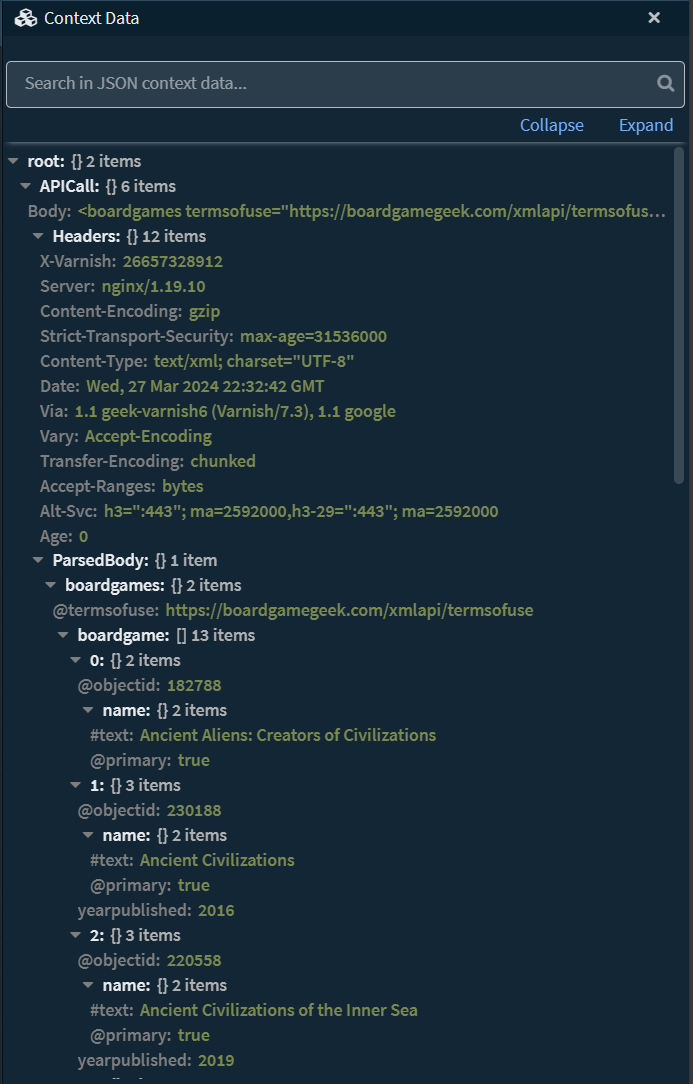 Context Data
Search in JSON context data...
Collapse Expand
root: {} 2 items
APICall: {} 6 items
Body: <boardgames termsofuse="https://boardgamegeek.com/xmlapi/termsofus...
Headers: {} 12 items
X-Varnish: 26657328912
Server: nginx/1.19.10
Content-Encoding: gzip
Strict-Transport-Security: max-age=31536000
Content-Type: text/xml; charset="UTF-8"
Date: Wed, 27 Mar 2024 22:32:42 GMT
Via: 1.1 geek-varnish6 (Varnish/7.3), 1.1 google
Vary: Accept-Encoding
Transfer-Encoding: chunked
Accept-Ranges: bytes
Alt-Svc: h3=":443"; ma=2592000,h3-29=":443"; ma=2592000
Age: 0
ParsedBody: {} 1 item
boardgames: {} 2 items
@termsofuse: https://boardgamegeek.com/xmlapi/termsofuse
boardgame: [] 13 items
0: {} 2 items
@objectid: 182788
name: {} 2 items
#text: Ancient Aliens: Creators of Civilizations
@primary: true
1: {} 3 items
@objectid: 230188
name: {} 2 items
#text: Ancient Civilizations
@primary: true
yearpublished: 2016
2: {} 3 items
@objectid: 220558
name: {} 2 items
#text: Ancient Civilizations of the Inner Sea
@primary: true
yearpublished: 2019